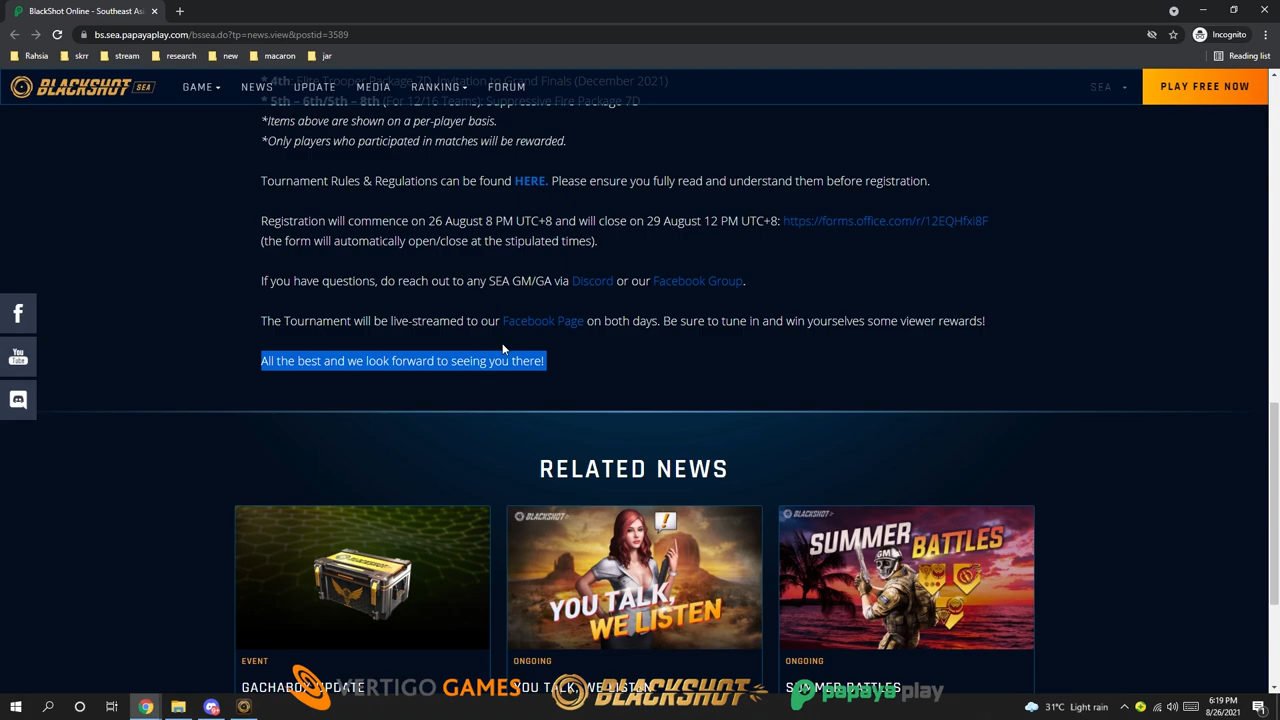 BlackShot Online - Southeast Asi
bs.sea.papayaplay.com/bssea.do?tp=news.view&postid=3589
Incognito
Rahsia
skrr
stream
research
new
macaron
jar
Reading list
BLACKSHOT SEA
GAME
NEWS
UPDATE
MEDIA
RANKING
FORUM
SEA
PLAY FREE NOW
* 4th: Elite Trooper Package 7D, Invitation to Grand Finals (December 2021)
* 5th – 6th/5th – 8th (For 12/16 Teams): Suppressive Fire Package 7D
*Items above are shown on a per-player basis.
*Only players who participated in matches will be rewarded.
Tournament Rules & Regulations can be found HERE. Please ensure you fully read and understand them before registration.
Registration will commence on 26 August 8 PM UTC+8 and will close on 29 August 12 PM UTC+8: https://forms.office.com/r/12EQHfxi8F
(the form will automatically open/close at the stipulated times).
If you have questions, do reach out to any SEA GM/GA via Discord or our Facebook Group.
The Tournament will be live-streamed to our Facebook Page on both days. Be sure to tune in and win yourselves some viewer rewards!
All the best and we look forward to seeing you there!
You Tube
RELATED NEWS
BLACKSHOT
YOU TALK,
WE LISTEN
BLACKSHOT
SUMMER
BATTLES
GM
EVENT
GACHABOX UPDATE
ONGOING
YOU TALK, WE LISTEN
ONGOING
SUMMER BATTLES
VERTIGO GAMES
BLACKSHOT
papaya play
31°C Light rain
6:19 PM
8/26/2021